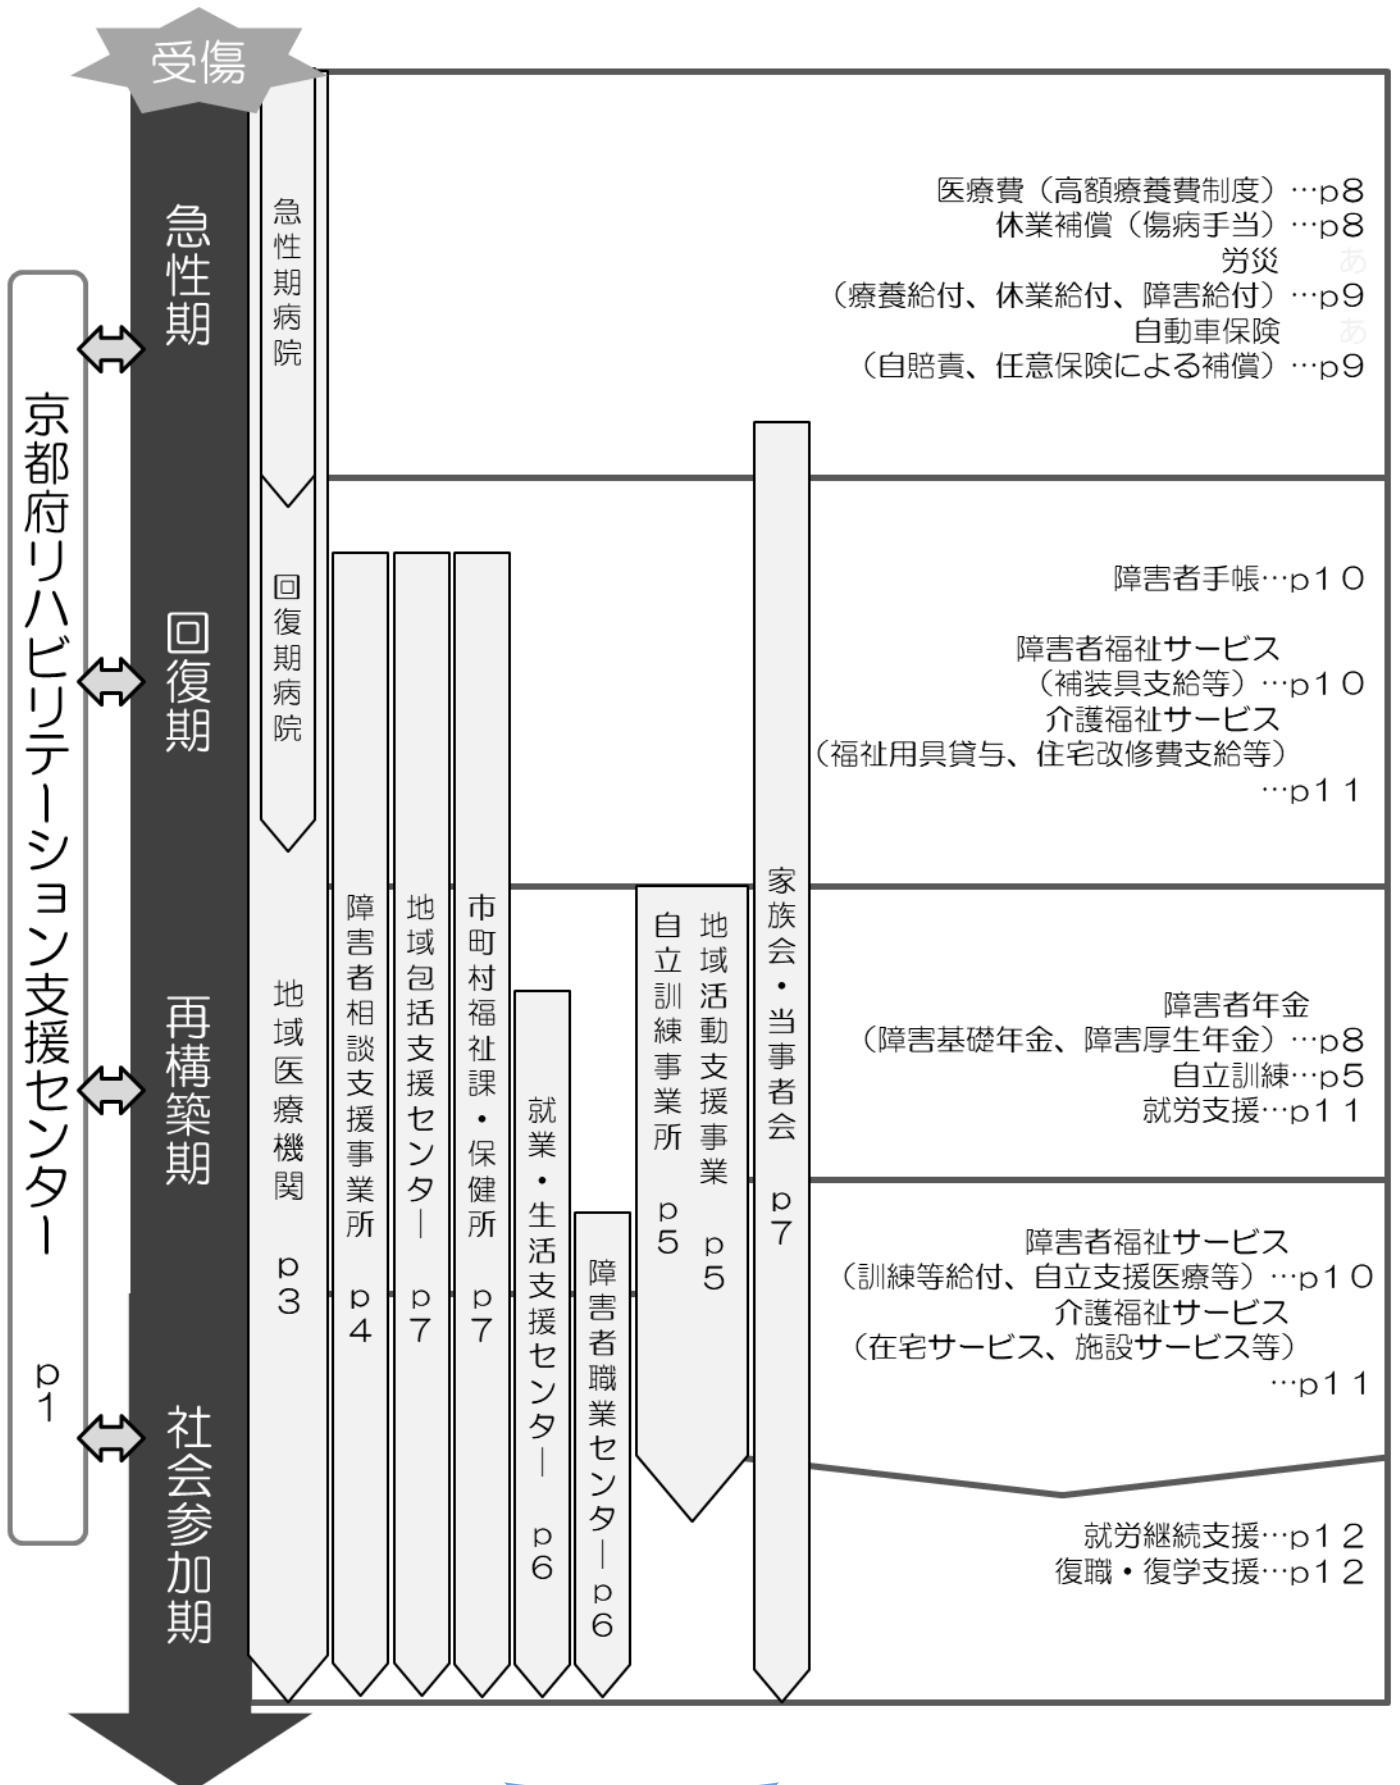 受傷
京都府リハビリテーション支援センター p1
急性期
回復期
再構築期
社会参加期
急性期病院
回復期病院
地域医療機関 p3
障害者相談支援事業所 p4
地域包括支援センター p7
市町村福祉課・保健所 p7
就業・生活支援センター p6
障害者職業センター p6
地域活動支援事業 p5
自立訓練事業所 p5
家族会・当事者会 p7
医療費（高額療養費制度）…p8
休業補償（傷病手当）…p8
労災 あ
（療養給付、休業給付、障害給付）…p9
自動車保険 あ
（自賠責、任意保険による補償）…p9
障害者手帳…p10
障害者福祉サービス
（補装具支給等）…p10
介護福祉サービス
（福祉用具貸与、住宅改修費支給等）
…p11
障害者年金
（障害基礎年金、障害厚生年金）…p8
自立訓練…p5
就労支援…p11
障害者福祉サービス
（訓練等給付、自立支援医療等）…p10
介護福祉サービス
（在宅サービス、施設サービス等）
…p11
就労継続支援…p12
復職・復学支援…p12